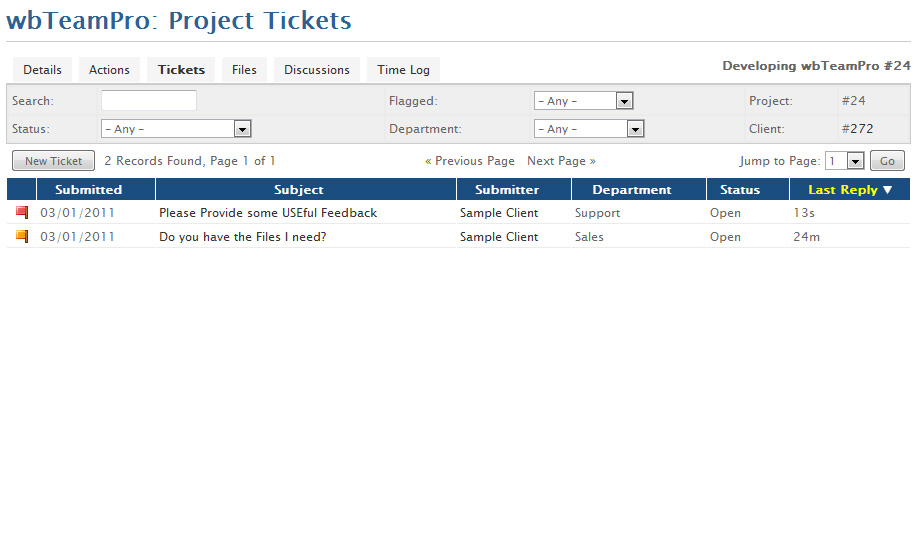 wbTeamPro: Project Tickets
Details Actions Tickets Files Discussions Time Log Developing wbTeamPro #24
Search: Flagged: – Any – Project: #24
Status: – Any – Department: – Any – Client: #272
New Ticket 2 Records Found, Page 1 of 1 « Previous Page Next Page » Jump to Page: 1 Go
Submitted Subject Submitter Department Status Last Reply ▼
03/01/2011 Please Provide some USEful Feedback Sample Client Support Open 13s
03/01/2011 Do you have the Files I need? Sample Client Sales Open 24m